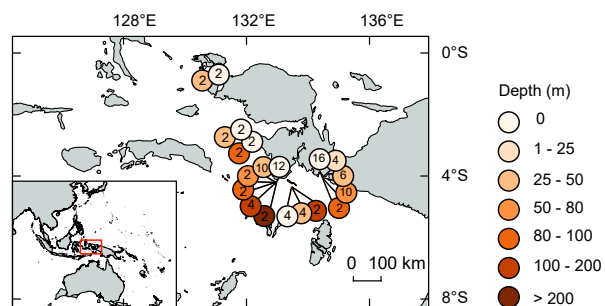 128°E 132°E 136°E
0°S
2 2
Depth (m)
0
2
2 2
1 - 25
2
16 4
10 12
4°S
2 6
25 - 50
2 10
50 - 80
4 2 4 4 2 2
80 - 100
0 100 km
100 - 200
8°S
> 200